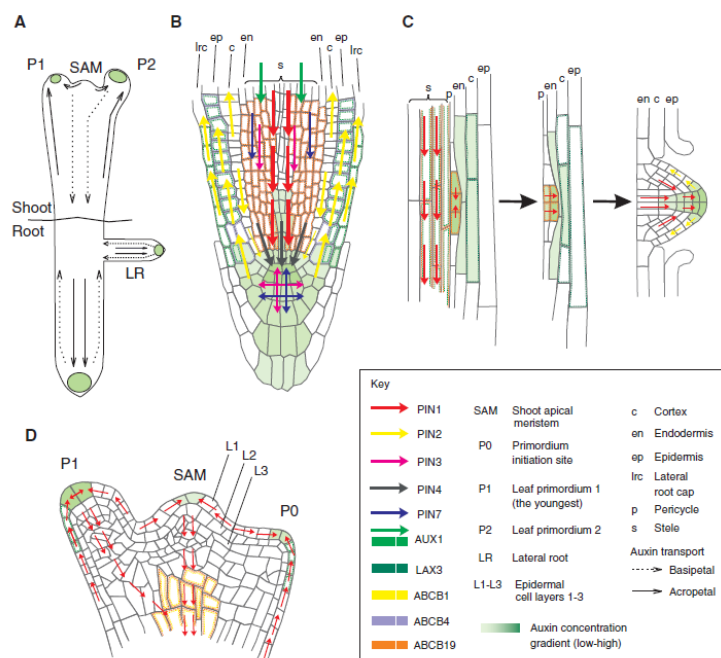 A
P1
SAM
P2
Shoot
Root
LR
B
lrc
ep
c
en
s
en
c
ep
lrc
C
s
p
en
c
ep
p
en
c
ep
en
c
ep
D
P1
SAM
L1
L2
L3
P0
Key
PIN1
PIN2
PIN3
PIN4
PIN7
AUX1
LAX3
ABCB1
ABCB4
ABCB19
SAM Shoot apical
meristem
P0 Primordium
initiation site
P1 Leaf primordium 1
(the youngest)
P2 Leaf primordium 2
LR Lateral root
L1-L3 Epidermal
cell layers 1-3
Auxin concentration
gradient (low-high)
c Cortex
en Endodermis
ep Epidermis
lrc Lateral
root cap
p Pericycle
s Stele
Auxin transport
Basipetal
Acropetal